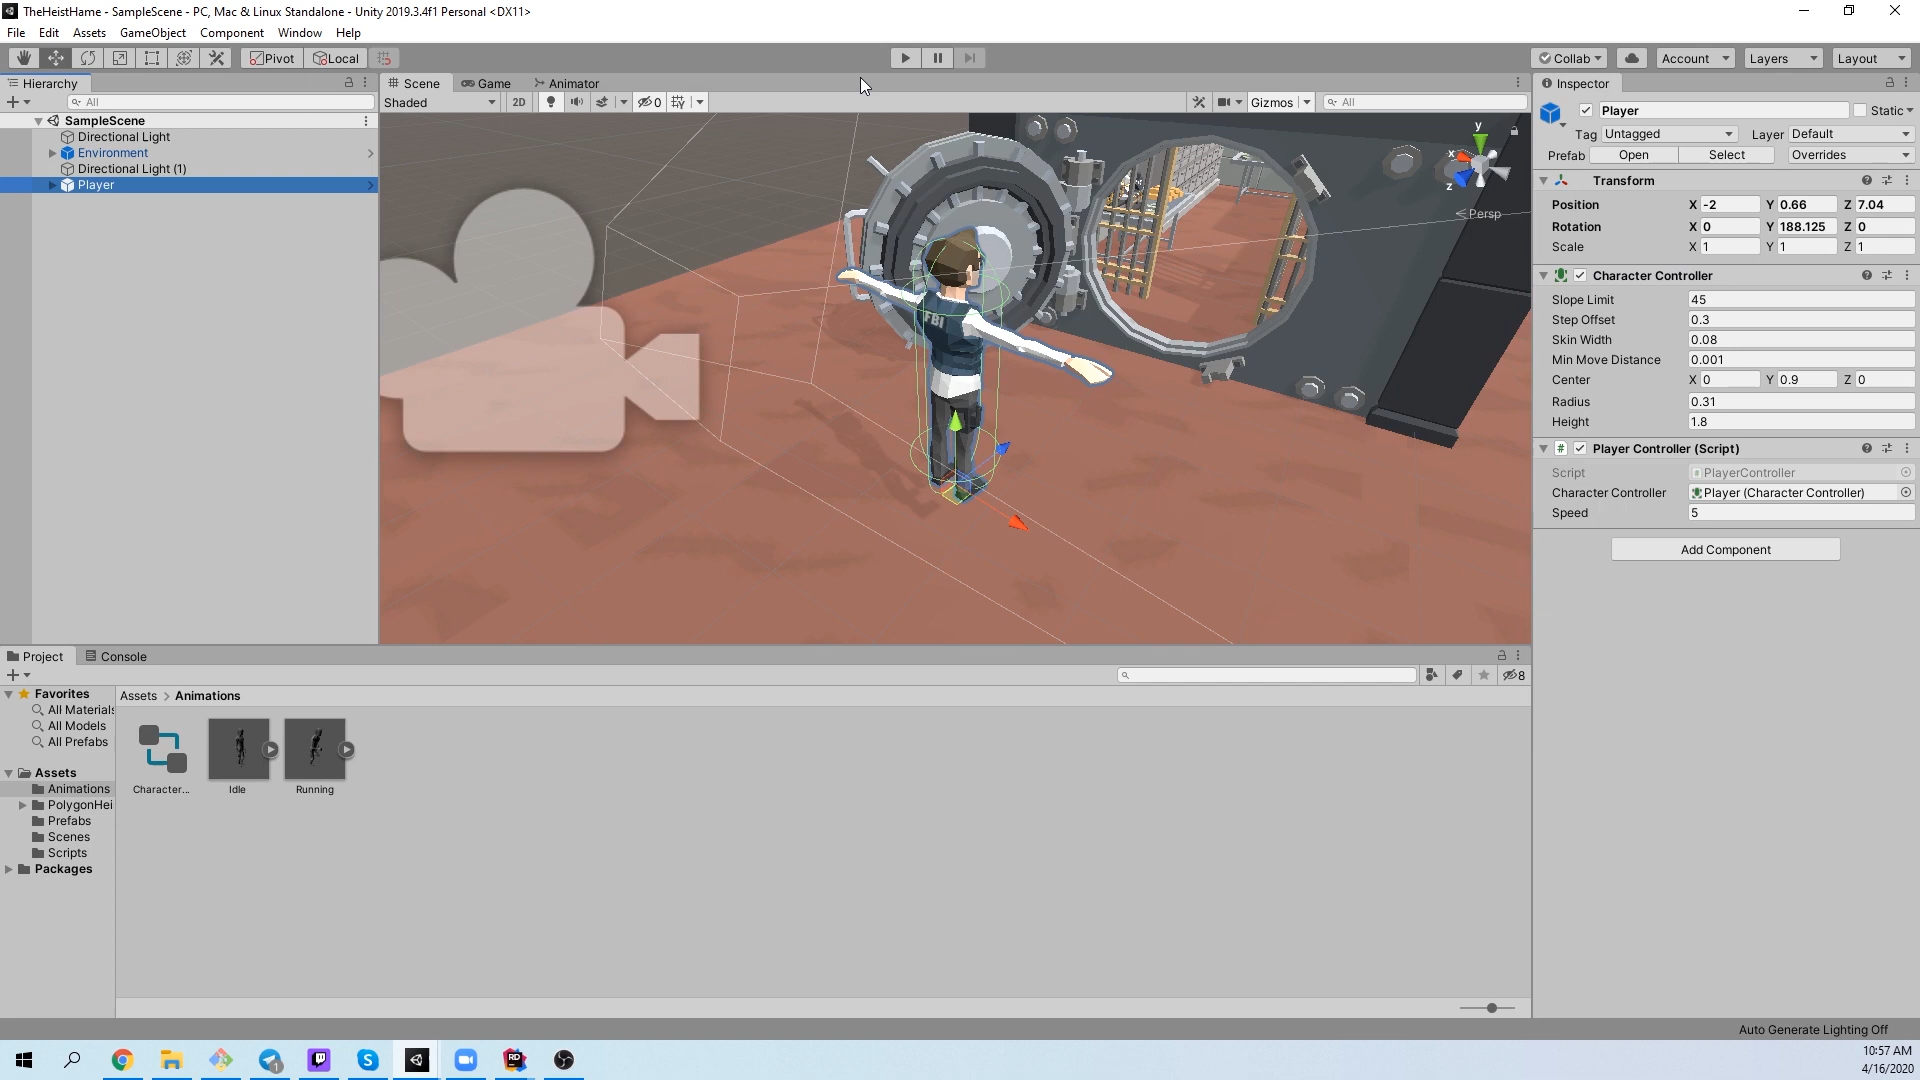 TheHeistHame - SampleScene - PC, Mac & Linux Standalone - Unity 2019.3.4f1 Personal <DX11>
File Edit Assets GameObject Component Window Help
Pivot Local Collab Account Layers Layout
Hierarchy
All
SampleScene
Directional Light
Environment
Directional Light (1)
Player
Scene Game Animator
Shaded 2D 0 Gizmos All
y
x
z
Persp
FBI
Inspector
Player Static
Tag Untagged Layer Default
Prefab Open Select Overrides
Transform
Position X -2 Y 0.66 Z 7.04
Rotation X 0 Y 188.125 Z 0
Scale X 1 Y 1 Z 1
Character Controller
Slope Limit 45
Step Offset 0.3
Skin Width 0.08
Min Move Distance 0.001
Center X 0 Y 0.9 Z 0
Radius 0.31
Height 1.8
# Player Controller (Script)
Script PlayerController
Character Controller Player (Character Controller)
Speed 5
Add Component
Project Console
8
Favorites
All Materials
All Models
All Prefabs
Assets
Animations
PolygonHei
Prefabs
Scenes
Scripts
Packages
Assets > Animations
Character...
Idle
Running
Auto Generate Lighting Off
1
RD
10:57 AM
4/16/2020